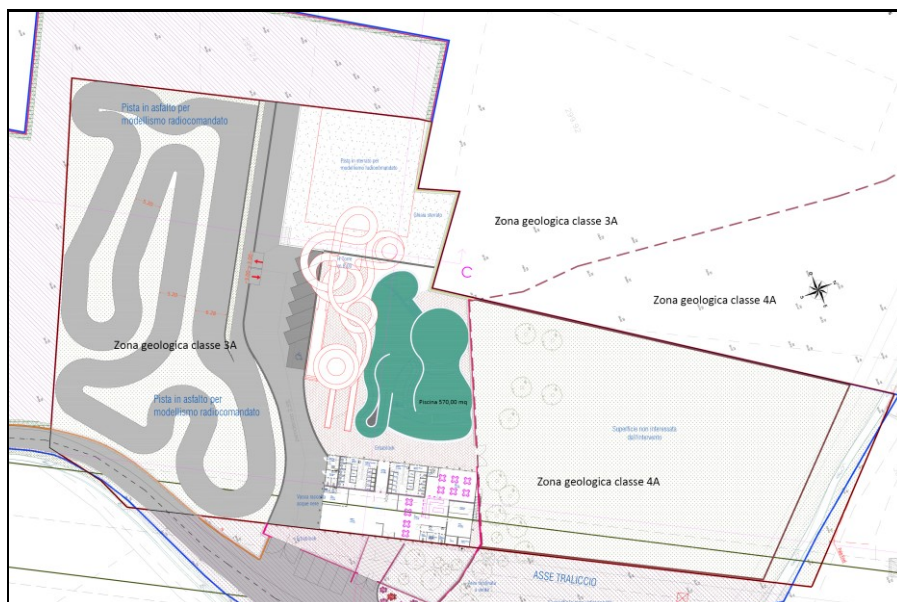 Pista in asfalto per
modellismo radiocomandato
Pista in sterrato per
modellismo radiocomandato
Zona geologica classe 3A
C
Zona geologica classe 4A
Zona geologica classe 3A
Piscina 570,00 mq
Pista in asfalto per
modellismo radiocomandato
Superficie non interessata
dall'intervento
Zona geologica classe 4A
ASSE TRALICCIO